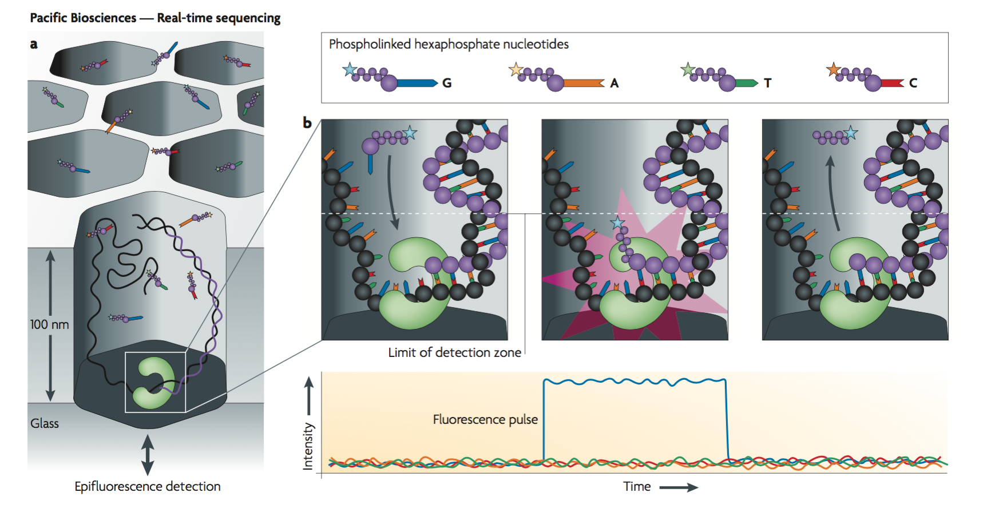 Pacific Biosciences — Real-time sequencing
a
100 nm
Glass
Epifluorescence detection
Phospholinked hexaphosphate nucleotides
G
A
T
C
b
Limit of detection zone
Intensity
Fluorescence pulse
Time